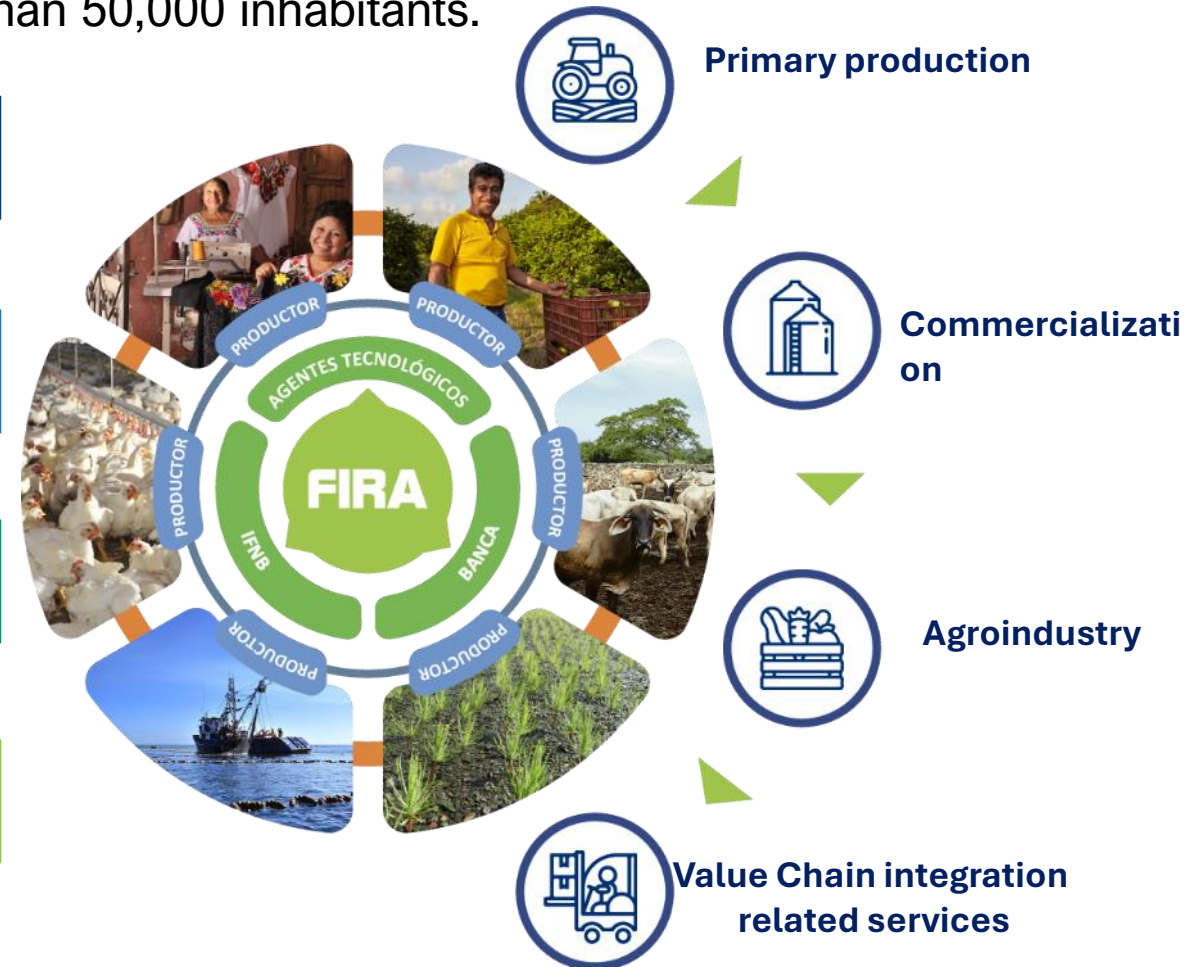 than 50,000 inhabitants.
Primary production
Commercializati
on
Agroindustry
Value Chain integration
related services
PRODUCTOR
PRODUCTOR
AGENTES TECNOLÓGICOS
PRODUCTOR
PRODUCTOR
FIRA
IFNB
BANCA
PRODUCTOR
PRODUCTOR